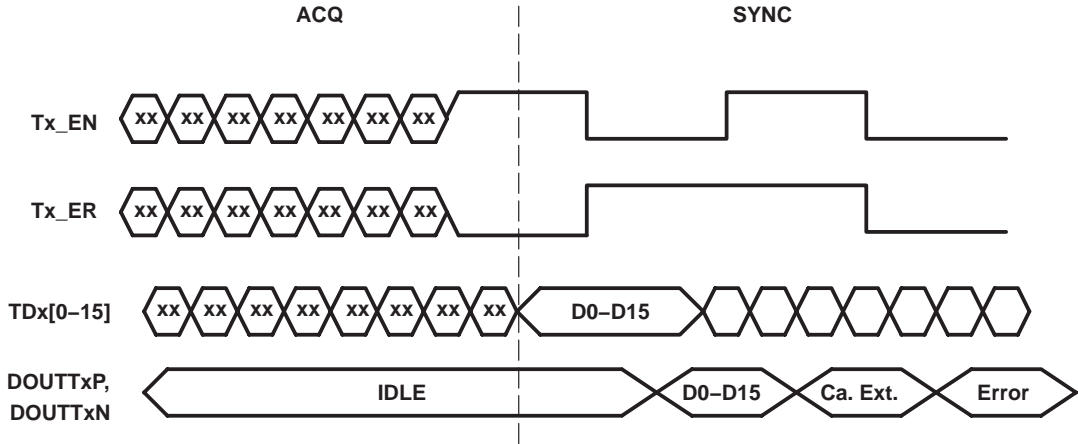 ACQ SYNC
Tx_EN xx xx xx xx xx xx xx
Tx_ER xx xx xx xx xx xx xx
TDx[0–15] xx xx xx xx xx xx xx xx D0–D15
DOUTTxP,
DOUTTxN IDLE D0–D15 Ca. Ext. Error